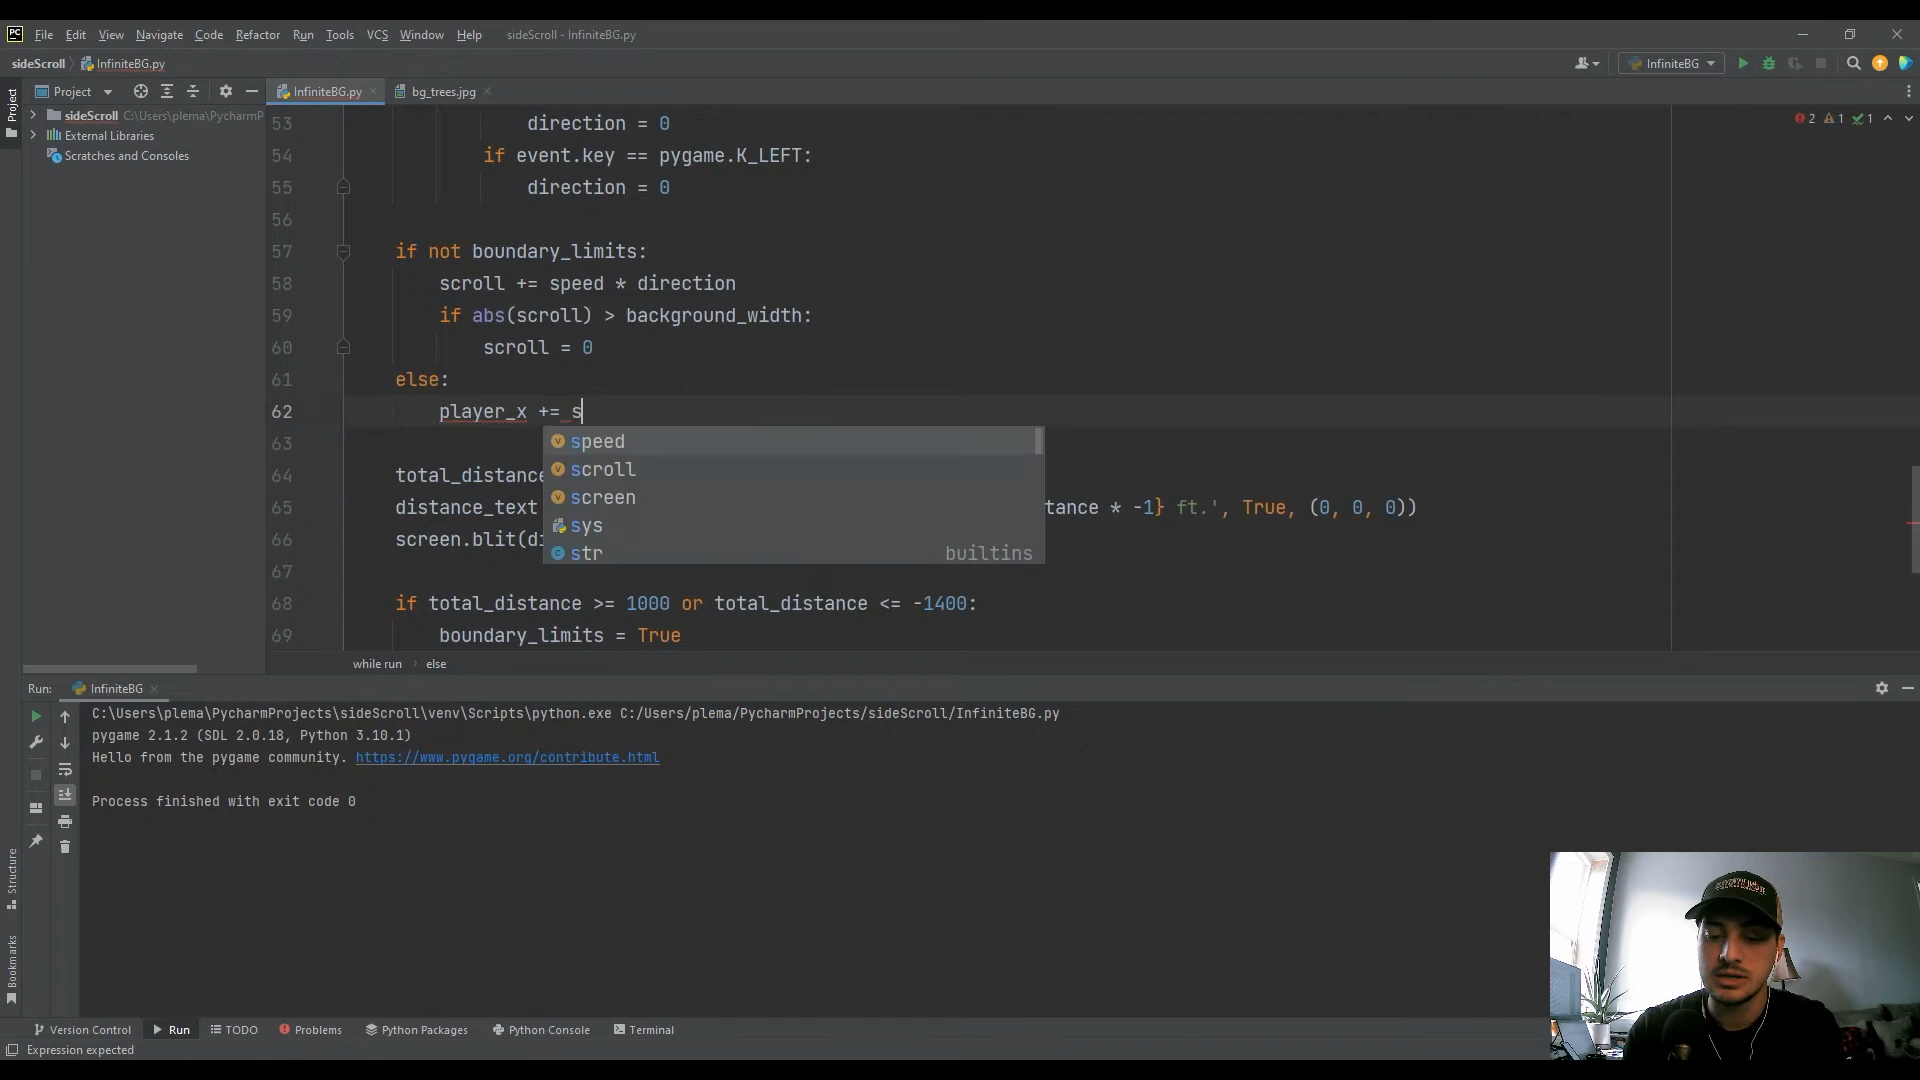 PC File Edit View Navigate Code Refactor Run Tools VCS Window Help sideScroll - InfiniteBG.py
sideScroll InfiniteBG.py InfiniteBG
Project InfiniteBG.py bg_trees.jpg
Project
sideScroll C:\Users\plema\PycharmP
External Libraries
Scratches and Consoles
2 1 1
53 direction = 0
54 if event.key == pygame.K_LEFT:
55 direction = 0
56
57 if not boundary_limits:
58 scroll += speed * direction
59 if abs(scroll) > background_width:
60 scroll = 0
61 else:
62 player_x += s
63
speed
scroll
screen
sys
str builtins
64 total_distance
65 distance_text tance * -1} ft.', True, (0, 0, 0))
66 screen.blit(di
67
68 if total_distance >= 1000 or total_distance <= -1400:
69 boundary_limits = True
while run else
Run: InfiniteBG
C:\Users\plema\PycharmProjects\sideScroll\venv\Scripts\python.exe C:/Users/plema/PycharmProjects/sideScroll/InfiniteBG.py
pygame 2.1.2 (SDL 2.0.18, Python 3.10.1)
Hello from the pygame community. https://www.pygame.org/contribute.html
Process finished with exit code 0
Structure
Bookmarks
Version Control Run TODO Problems Python Packages Python Console Terminal
Expression expected